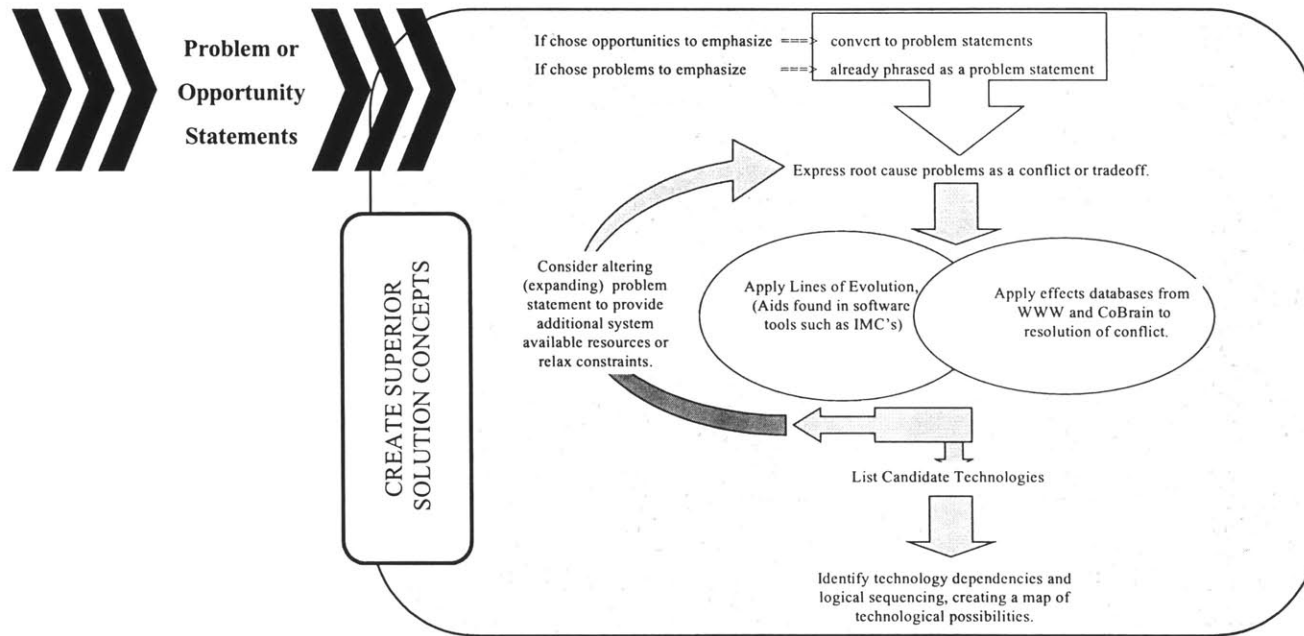 Problem or
Opportunity
Statements
If chose opportunities to emphasize ===> convert to problem statements
If chose problems to emphasize ===> already phrased as a problem statement
Express root cause problems as a conflict or tradeoff.
CREATE SUPERIOR
SOLUTION CONCEPTS
Consider altering
(expanding) problem
statement to provide
additional system
available resources or
relax constraints.
Apply Lines of Evolution,
(Aids found in software
tools such as IMC's)
Apply effects databases from
WWW and CoBrain to
resolution of conflict.
List Candidate Technologies
Identify technology dependencies and
logical sequencing, creating a map of
technological possibilities.